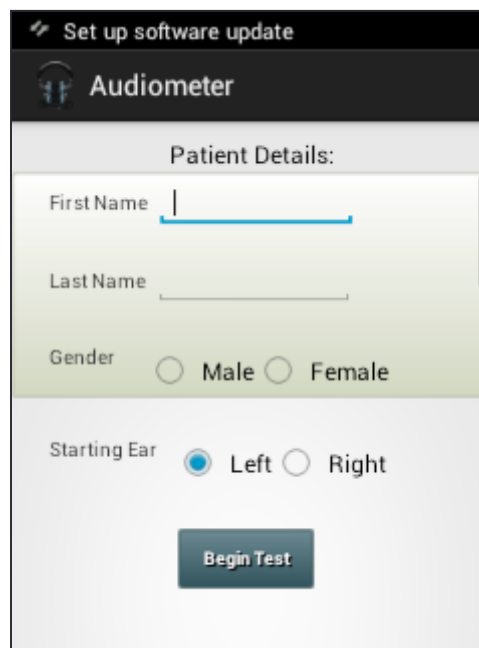 Set up software update
Audiometer
Patient Details:
First Name
Last Name
Gender Male Female
Starting Ear Left Right
Begin Test